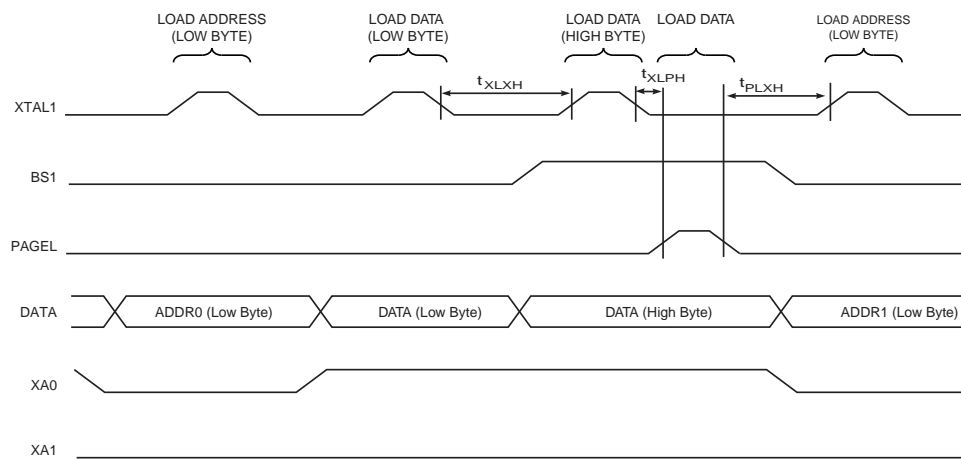 LOAD ADDRESS
(LOW BYTE)
LOAD DATA
(LOW BYTE)
LOAD DATA
(HIGH BYTE)
LOAD DATA
LOAD ADDRESS
(LOW BYTE)
tXLXH
tXLPH
tPLXH
XTAL1
BS1
PAGEL
DATA
ADDR0 (Low Byte)
DATA (Low Byte)
DATA (High Byte)
ADDR1 (Low Byte)
XA0
XA1